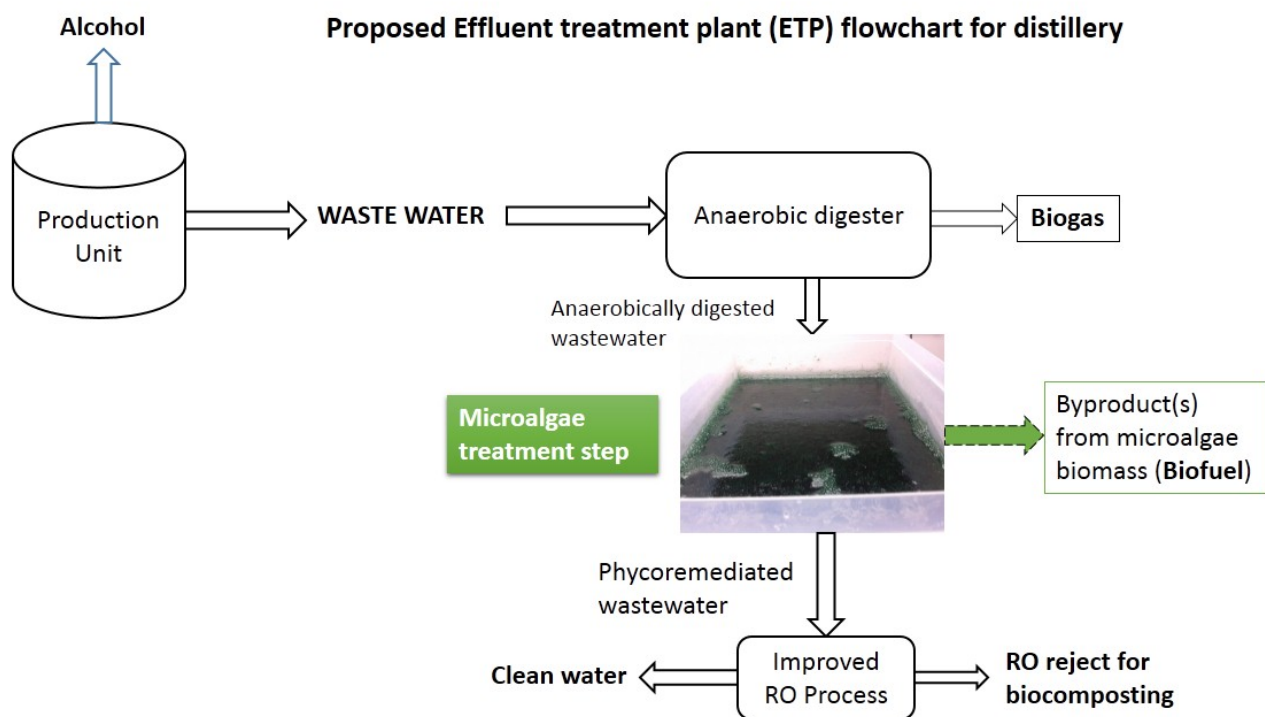 Alcohol
Proposed Effluent treatment plant (ETP) flowchart for distillery
Production
Unit
WASTE WATER
Anaerobic digester
Biogas
Anaerobically digested
wastewater
Microalgae
treatment step
Byproduct(s)
from microalgae
biomass (Biofuel)
Phycoremediated
wastewater
Clean water
Improved
RO Process
RO reject for
biocomposting